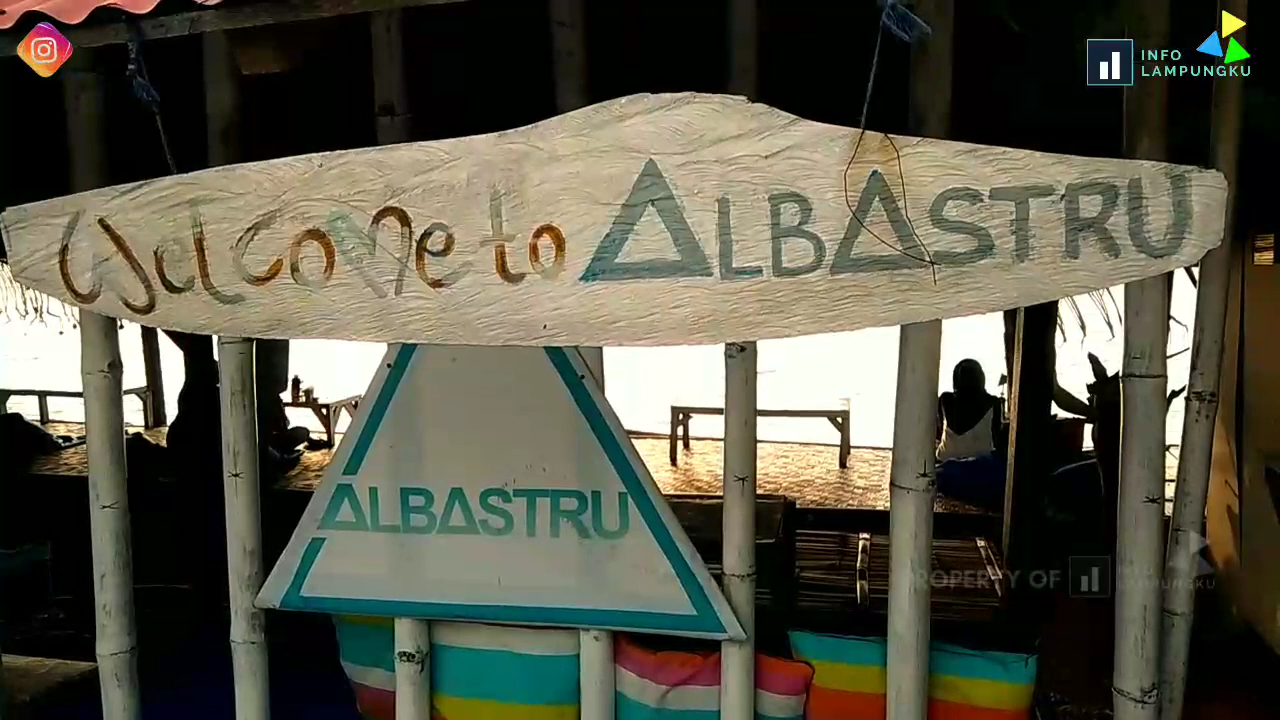 INFO
LAMPUNGKU
Welcome to ALBASTRU
ALBASTRU
PROPERTY OF
LAMPUNGKU